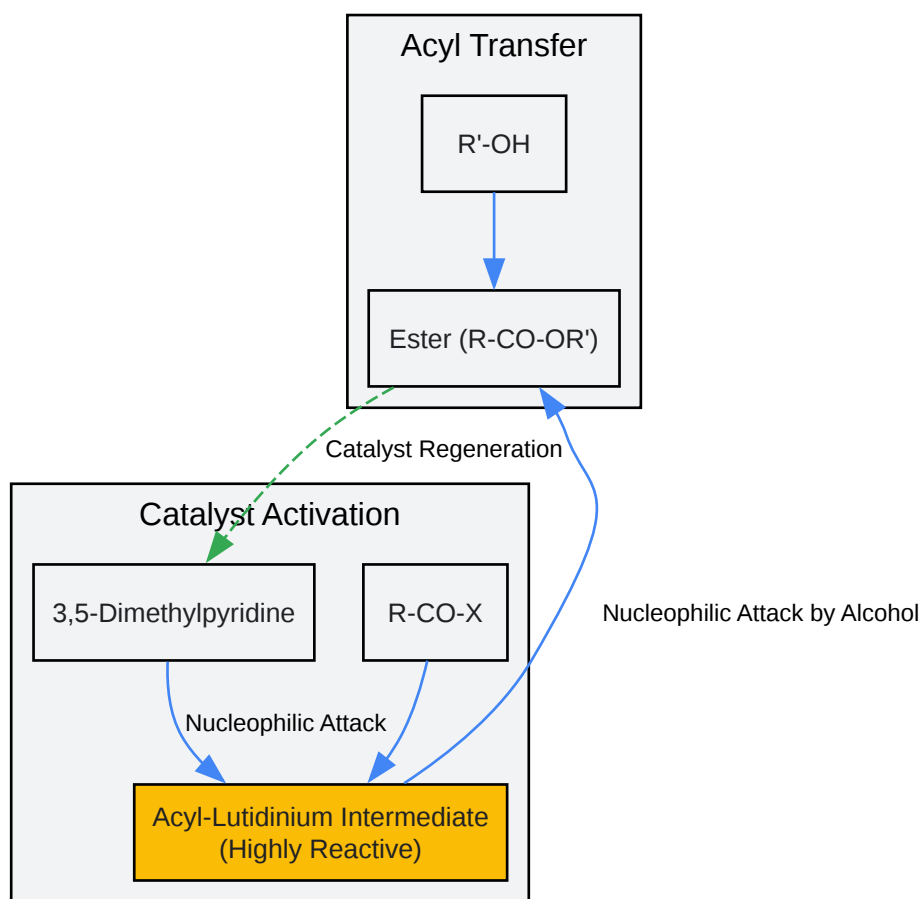 Acyl Transfer
R'-OH
Ester (R-CO-OR')
Catalyst Regeneration
Catalyst Activation
3,5-Dimethylpyridine
R-CO-X
Nucleophilic Attack by Alcohol
Nucleophilic Attack
Acyl-Lutidinium Intermediate
(Highly Reactive)